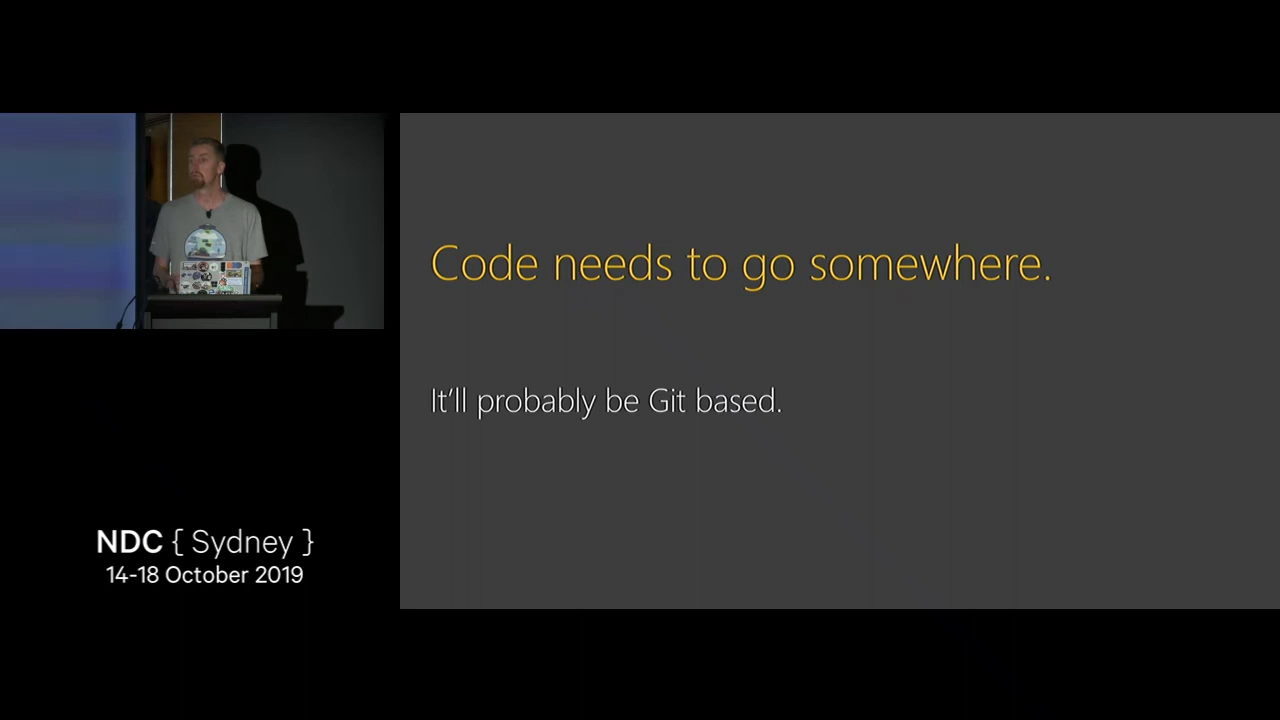 Code needs to go somewhere.
It'll probably be Git based.
NDC { Sydney }
14-18 October 2019